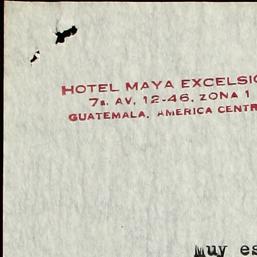 HOTEL MAYA EXCELSIO
7a. AV. 12-46, ZONA 1
GUATEMALA, AMERICA CENTR
Muy es